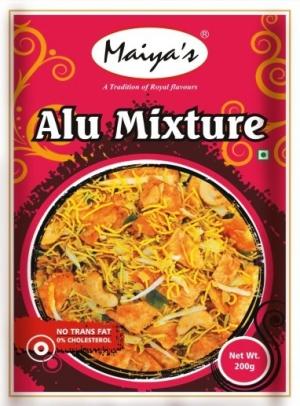 Maiya's®
A Tradition of Royal flavours
Alu Mixture
NO TRANS FAT
0% CHOLESTEROL
Net Wt.
200g